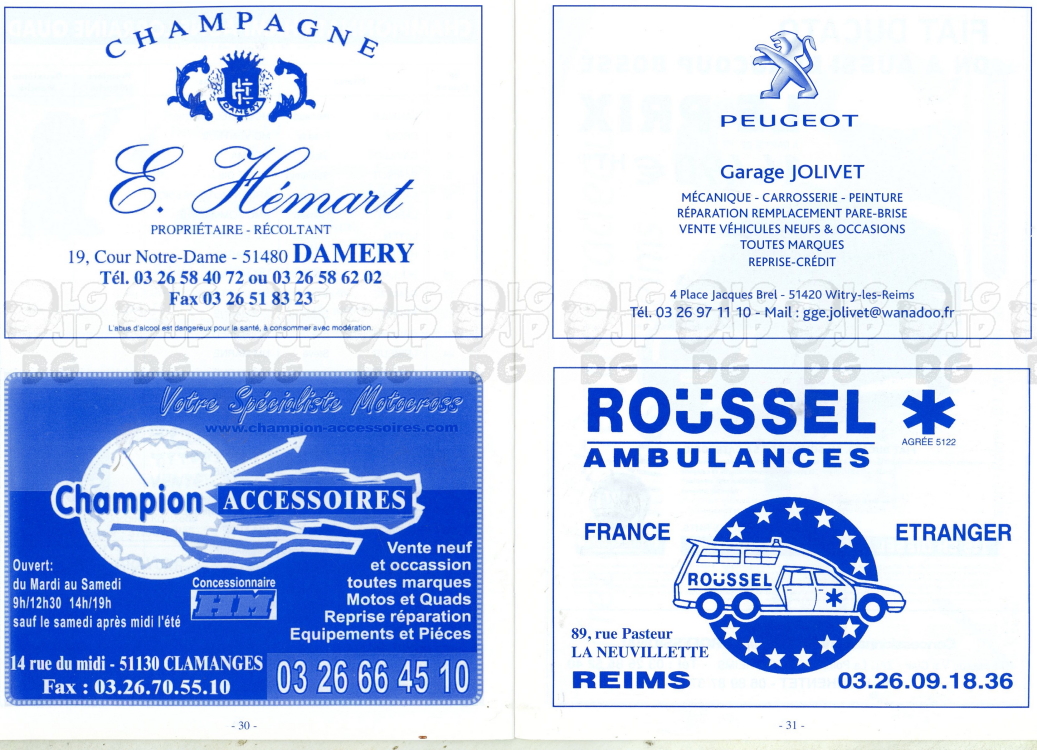 CHAMPAGNE
DAMERY
E. Hémart
PROPRIÉTAIRE - RÉCOLTANT
19, Cour Notre-Dame - 51480 DAMERY
Tél. 03 26 58 40 72 ou 03 26 58 62 02
Fax 03 26 51 83 23
L'abus d'alcool est dangereux pour la santé, à consommer avec modération.
Votre Spécialiste Motocross
www.champion-accessoires.com
Champion ACCESSOIRES
Ouvert:
du Mardi au Samedi
9h/12h30 14h/19h
sauf le samedi après midi l'été
Concessionnaire
HM
Vente neuf
et occassion
toutes marques
Motos et Quads
Reprise réparation
Equipements et Piéces
14 rue du midi - 51130 CLAMANGES
Fax : 03.26.70.55.10
03 26 66 45 10
- 30 -
PEUGEOT
Garage JOLIVET
MÉCANIQUE - CARROSSERIE - PEINTURE
RÉPARATION REMPLACEMENT PARE-BRISE
VENTE VÉHICULES NEUFS & OCCASIONS
TOUTES MARQUES
REPRISE-CRÉDIT
4 Place Jacques Brel - 51420 Witry-les-Reims
Tél. 03 26 97 11 10 - Mail : gge.jolivet@wanadoo.fr
LG
JP
DG
ROÜSSEL
AGRÉE 5122
AMBULANCES
FRANCE
ETRANGER
ROÜSSEL
89, rue Pasteur
LA NEUVILLETTE
REIMS
03.26.09.18.36
- 31 -